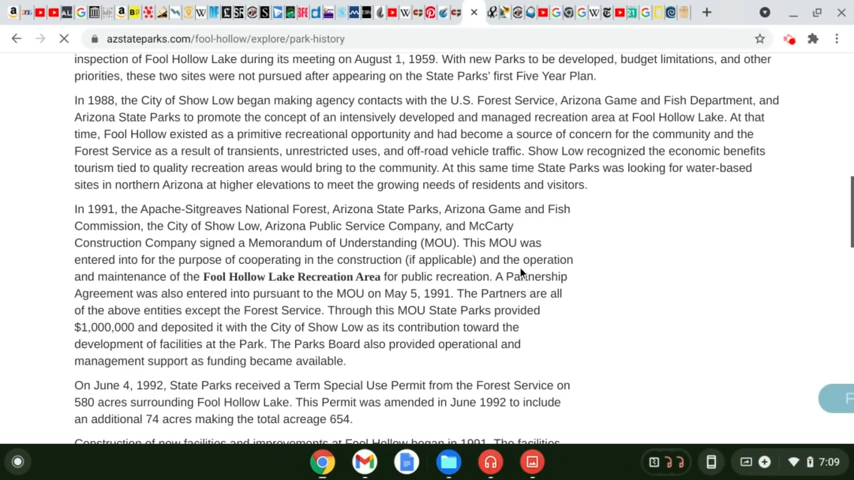 azstateparks.com/fool-hollow/explore/park-history
inspection of Fool Hollow Lake during its meeting on August 1, 1959. With new Parks to be developed, budget limitations, and other
priorities, these two sites were not pursued after appearing on the State Parks' first Five Year Plan.
In 1988, the City of Show Low began making agency contacts with the U.S. Forest Service, Arizona Game and Fish Department, and
Arizona State Parks to promote the concept of an intensively developed and managed recreation area at Fool Hollow Lake. At that
time, Fool Hollow existed as a primitive recreational opportunity and had become a source of concern for the community and the
Forest Service as a result of transients, unrestricted uses, and off-road vehicle traffic. Show Low recognized the economic benefits
tourism tied to quality recreation areas would bring to the community. At this same time State Parks was looking for water-based
sites in northern Arizona at higher elevations to meet the growing needs of residents and visitors.
In 1991, the Apache-Sitgreaves National Forest, Arizona State Parks, Arizona Game and Fish
Commission, the City of Show Low, Arizona Public Service Company, and McCarty
Construction Company signed a Memorandum of Understanding (MOU). This MOU was
entered into for the purpose of cooperating in the construction (if applicable) and the operation
and maintenance of the Fool Hollow Lake Recreation Area for public recreation. A Partnership
Agreement was also entered into pursuant to the MOU on May 5, 1991. The Partners are all
of the above entities except the Forest Service. Through this MOU State Parks provided
$1,000,000 and deposited it with the City of Show Low as its contribution toward the
development of facilities at the Park. The Parks Board also provided operational and
management support as funding became available.
On June 4, 1992, State Parks received a Term Special Use Permit from the Forest Service on
580 acres surrounding Fool Hollow Lake. This Permit was amended in June 1992 to include
an additional 74 acres making the total acreage 654.
Construction of new facilities and improvements at Fool Hollow began in 1991. The facilities
F
7:09